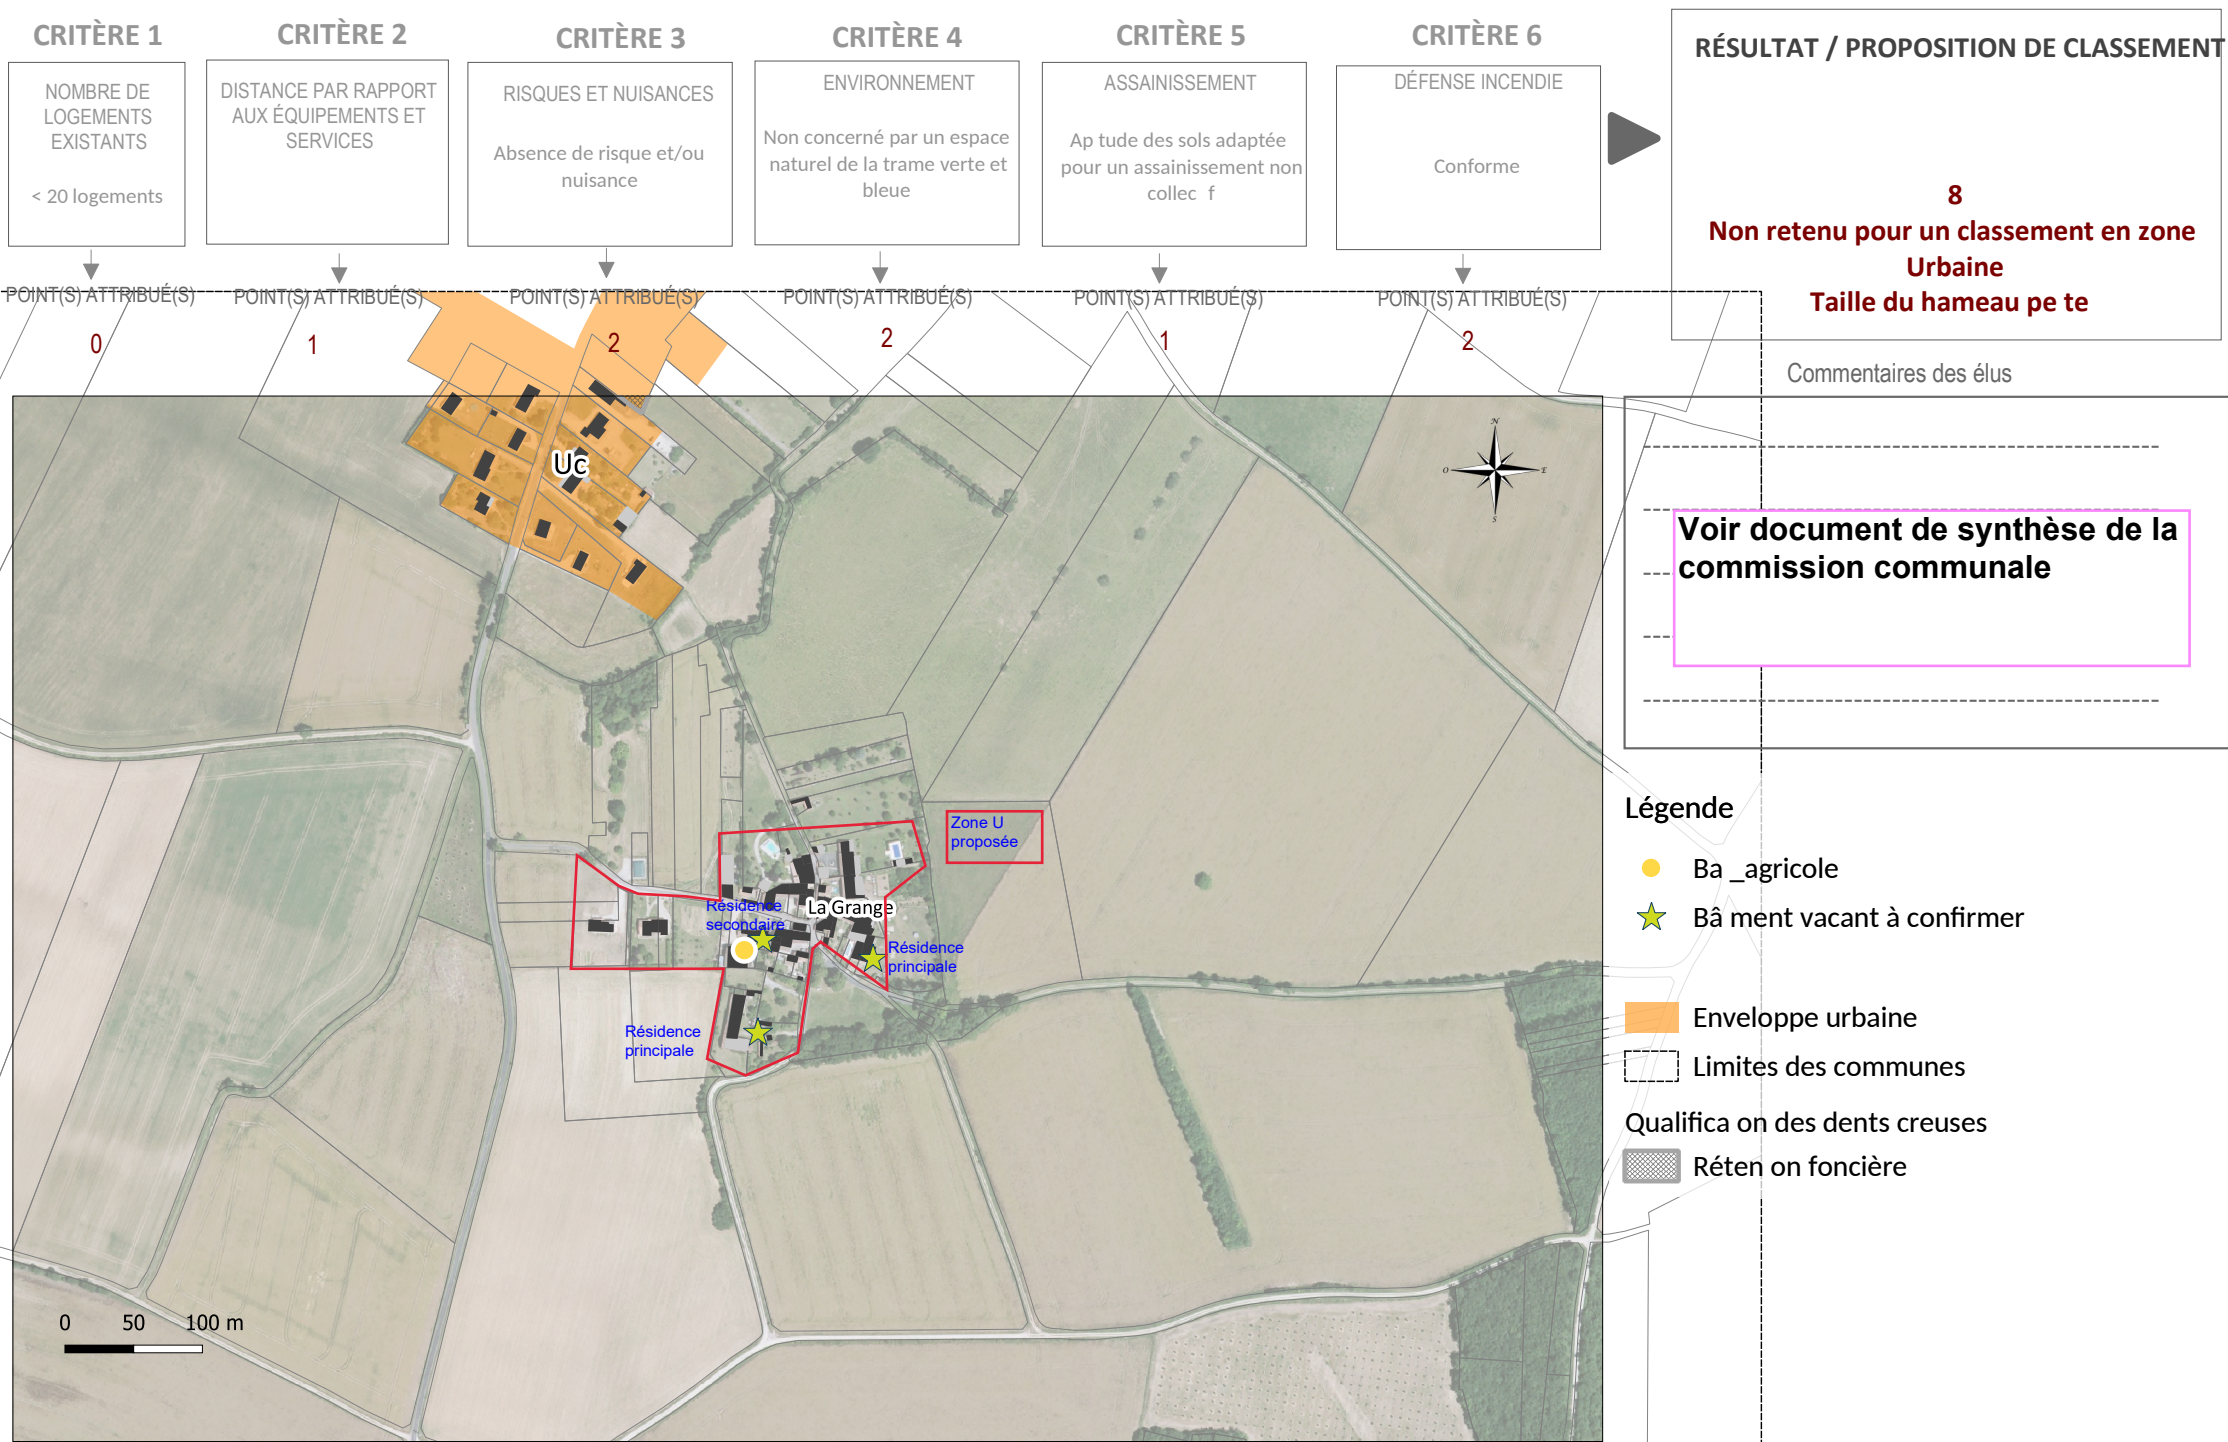 CRITÈRE 1
NOMBRE DE
LOGEMENTS
EXISTANTS
< 20 logements
POINT(S) ATTRIBUÉ(S)
0
CRITÈRE 2
DISTANCE PAR RAPPORT
AUX ÉQUIPEMENTS ET
SERVICES
POINT(S) ATTRIBUÉ(S)
1
CRITÈRE 3
RISQUES ET NUISANCES
Absence de risque et/ou
nuisance
POINT(S) ATTRIBUÉ(S)
2
CRITÈRE 4
ENVIRONNEMENT
Non concerné par un espace
naturel de la trame verte et
bleue
POINT(S) ATTRIBUÉ(S)
2
CRITÈRE 5
ASSAINISSEMENT
Ap tude des sols adaptée
pour un assainissement non
collec f
POINT(S) ATTRIBUÉ(S)
1
CRITÈRE 6
DÉFENSE INCENDIE
Conforme
POINT(S) ATTRIBUÉ(S)
2
RÉSULTAT / PROPOSITION DE CLASSEMENT
8
Non retenu pour un classement en zone
Urbaine
Taille du hameau pe te
Commentaires des élus
Voir document de synthèse de la
commission communale
Uc
N
O
E
S
Zone U
proposée
Résidence
secondaire
La Grange
Résidence
principale
Résidence
principale
0 50 100 m
Légende
Ba _agricole
Bâ ment vacant à confirmer
Enveloppe urbaine
Limites des communes
Qualifica on des dents creuses
Réten on foncière